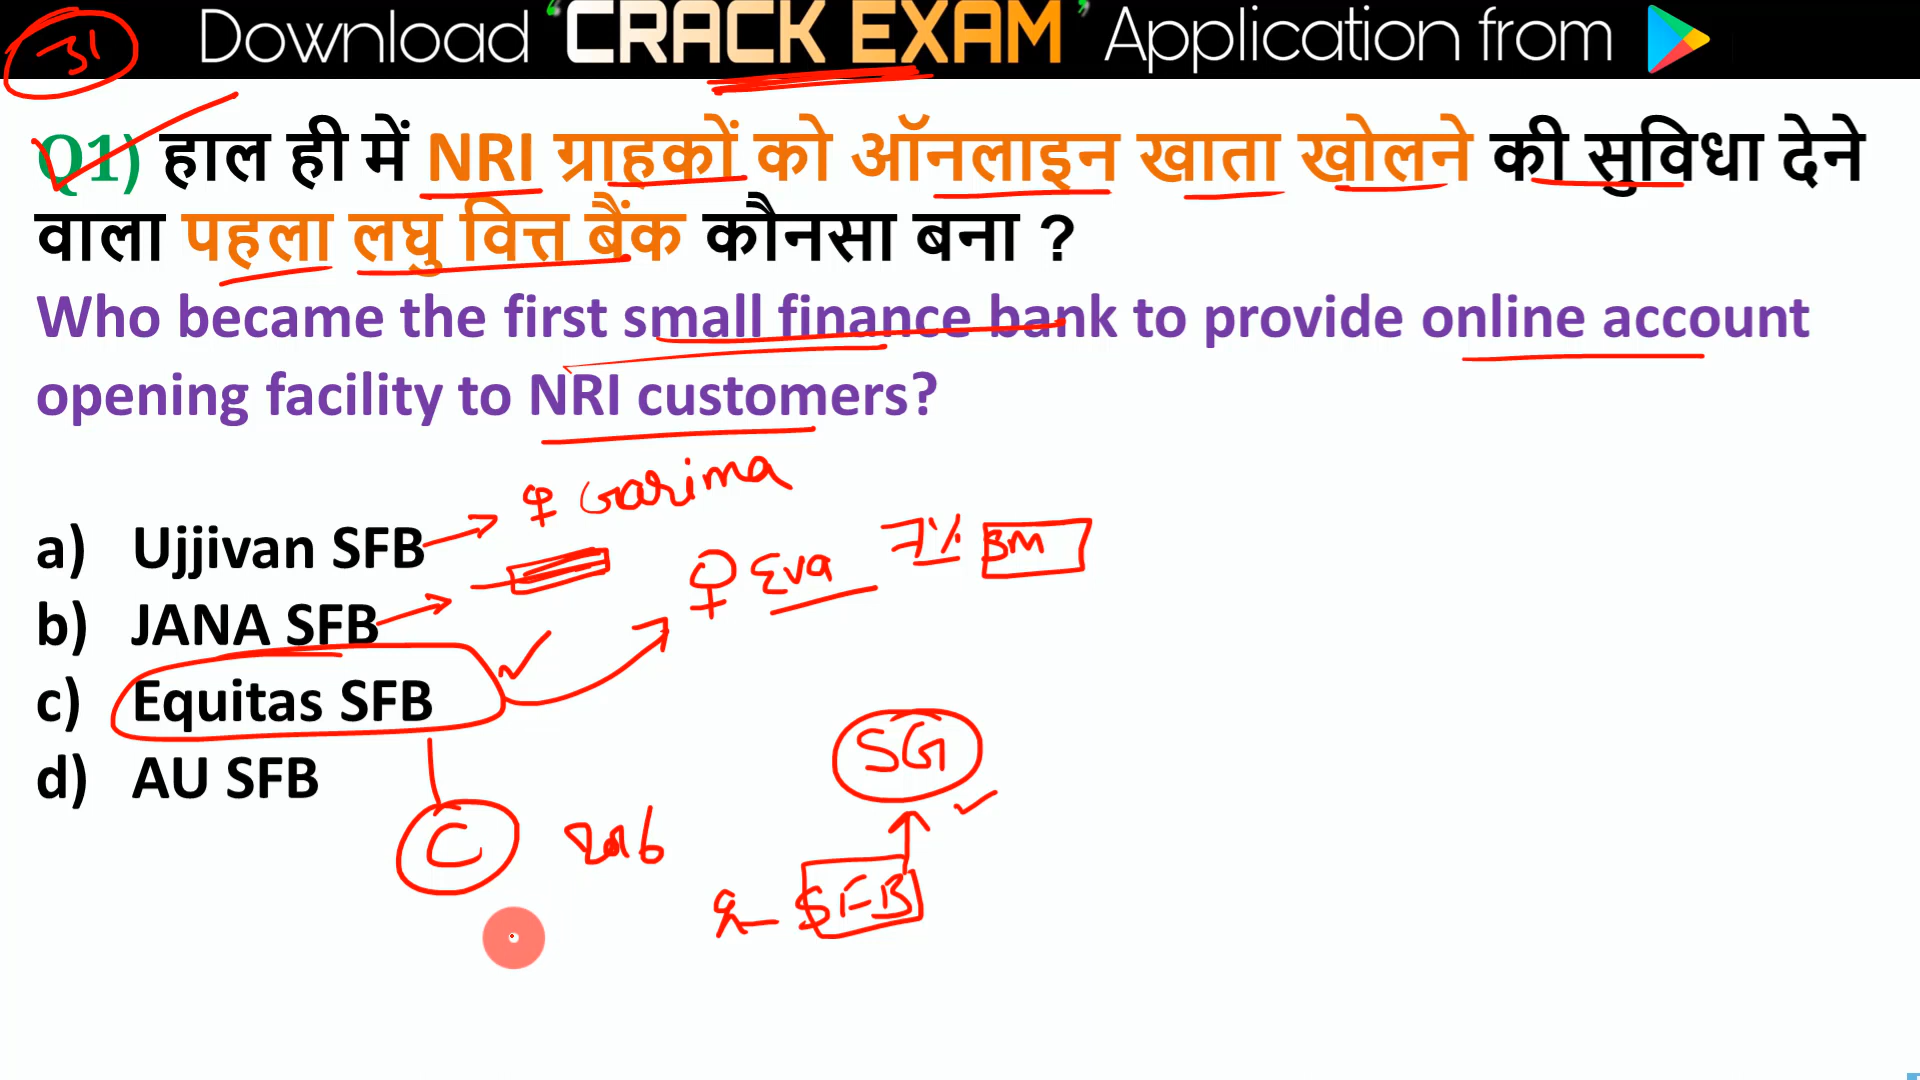 31 Download 'CRACK EXAM' Application from
Q1) हाल ही में NRI ग्राहकों को ऑनलाइन खाता खोलने की सुविधा देने
वाला पहला लघु वित्त बैंक कौनसा बना ?
Who became the first small finance bank to provide online account
opening facility to NRI customers?
♀ Garima
a) Ujjivan SFB
♀ Eva 7% BM
b) JANA SFB
c) Equitas SFB
SG
d) AU SFB
C
SFB